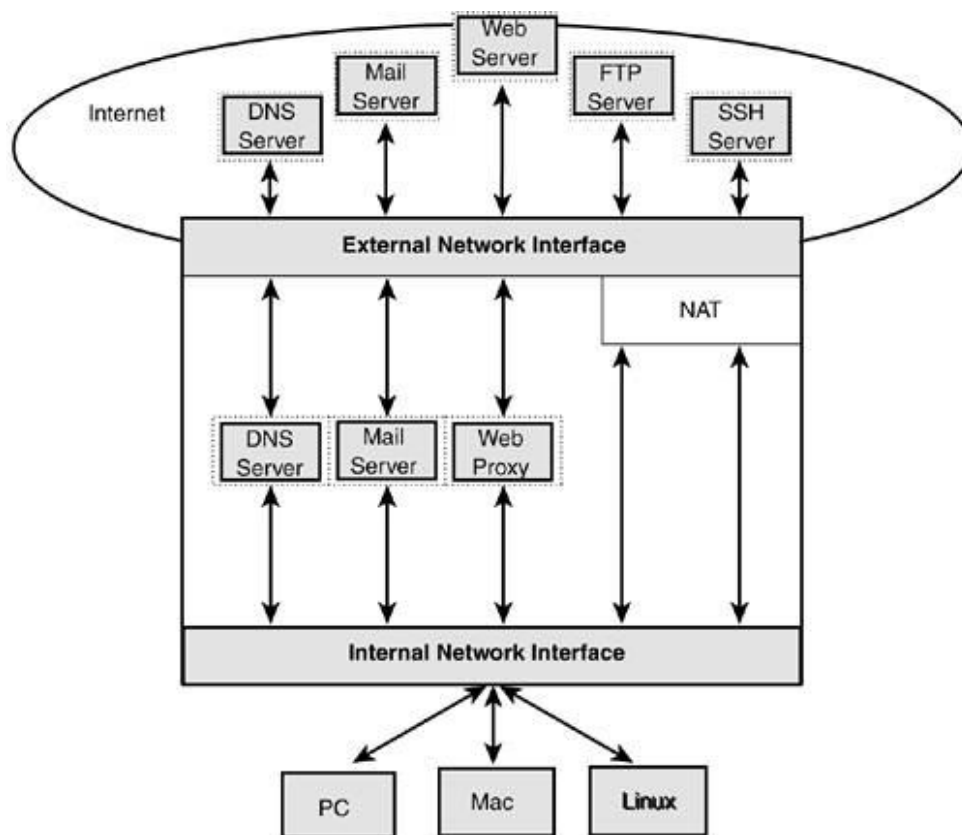 Web
Server
Mail
Server
FTP
Server
Internet
DNS
Server
SSH
Server
External Network Interface
NAT
DNS
Server
Mail
Server
Web
Proxy
Internal Network Interface
PC
Mac
Linux